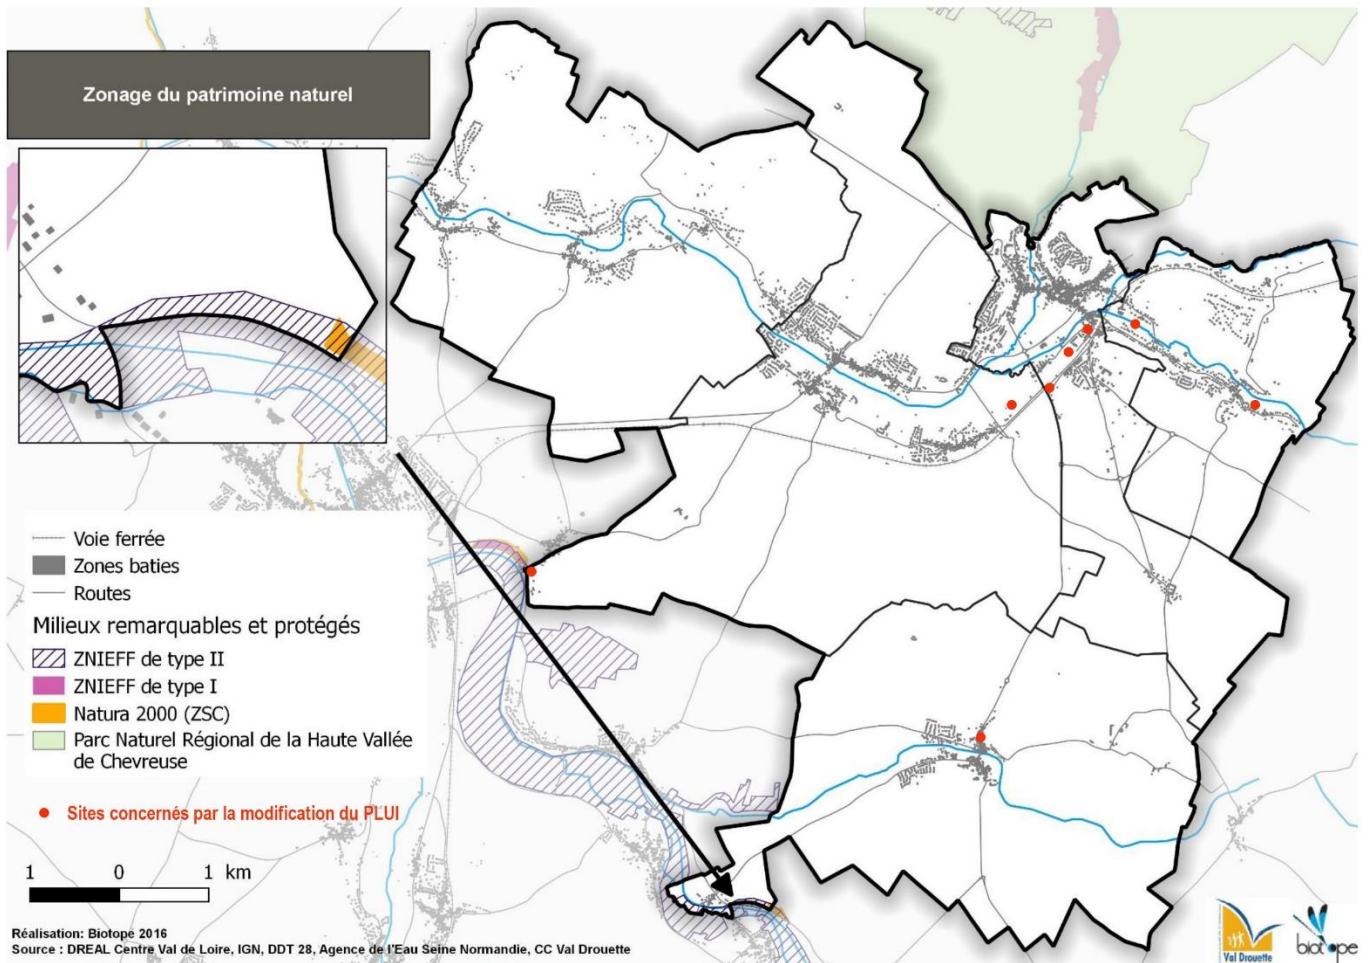 Zonage du patrimoine naturel
Voie ferrée
Zones baties
Routes
Milieux remarquables et protégés
ZNIEFF de type II
ZNIEFF de type I
Natura 2000 (ZSC)
Parc Naturel Régional de la Haute Vallée
de Chevreuse
Sites concernés par la modification du PLUI
1 0 1 km
Réalisation: Biotope 2016
Source : DREAL Centre Val de Loire, IGN, DDT 28, Agence de l'Eau Seine Normandie, CC Val Drouette
Val Drouette
biotope